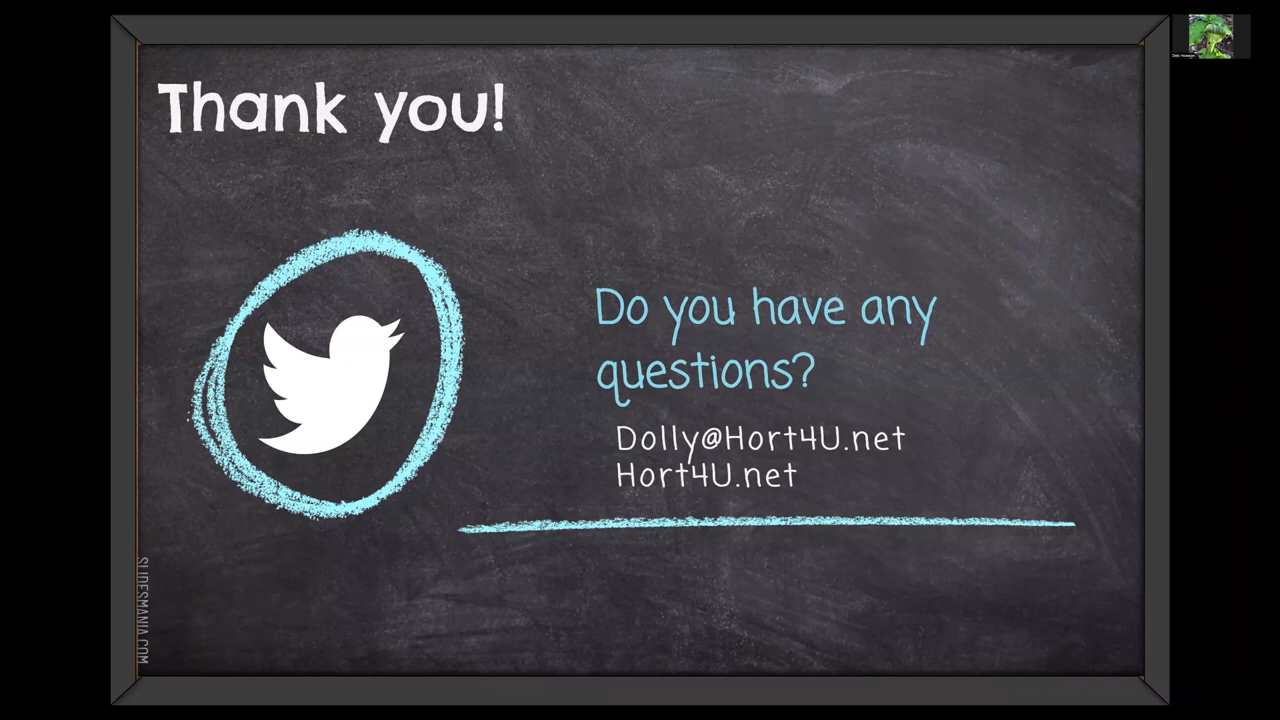 Thank you!
Do you have any
questions?
Dolly@Hort4U.net
Hort4U.net
SLIDESMANIA.COM